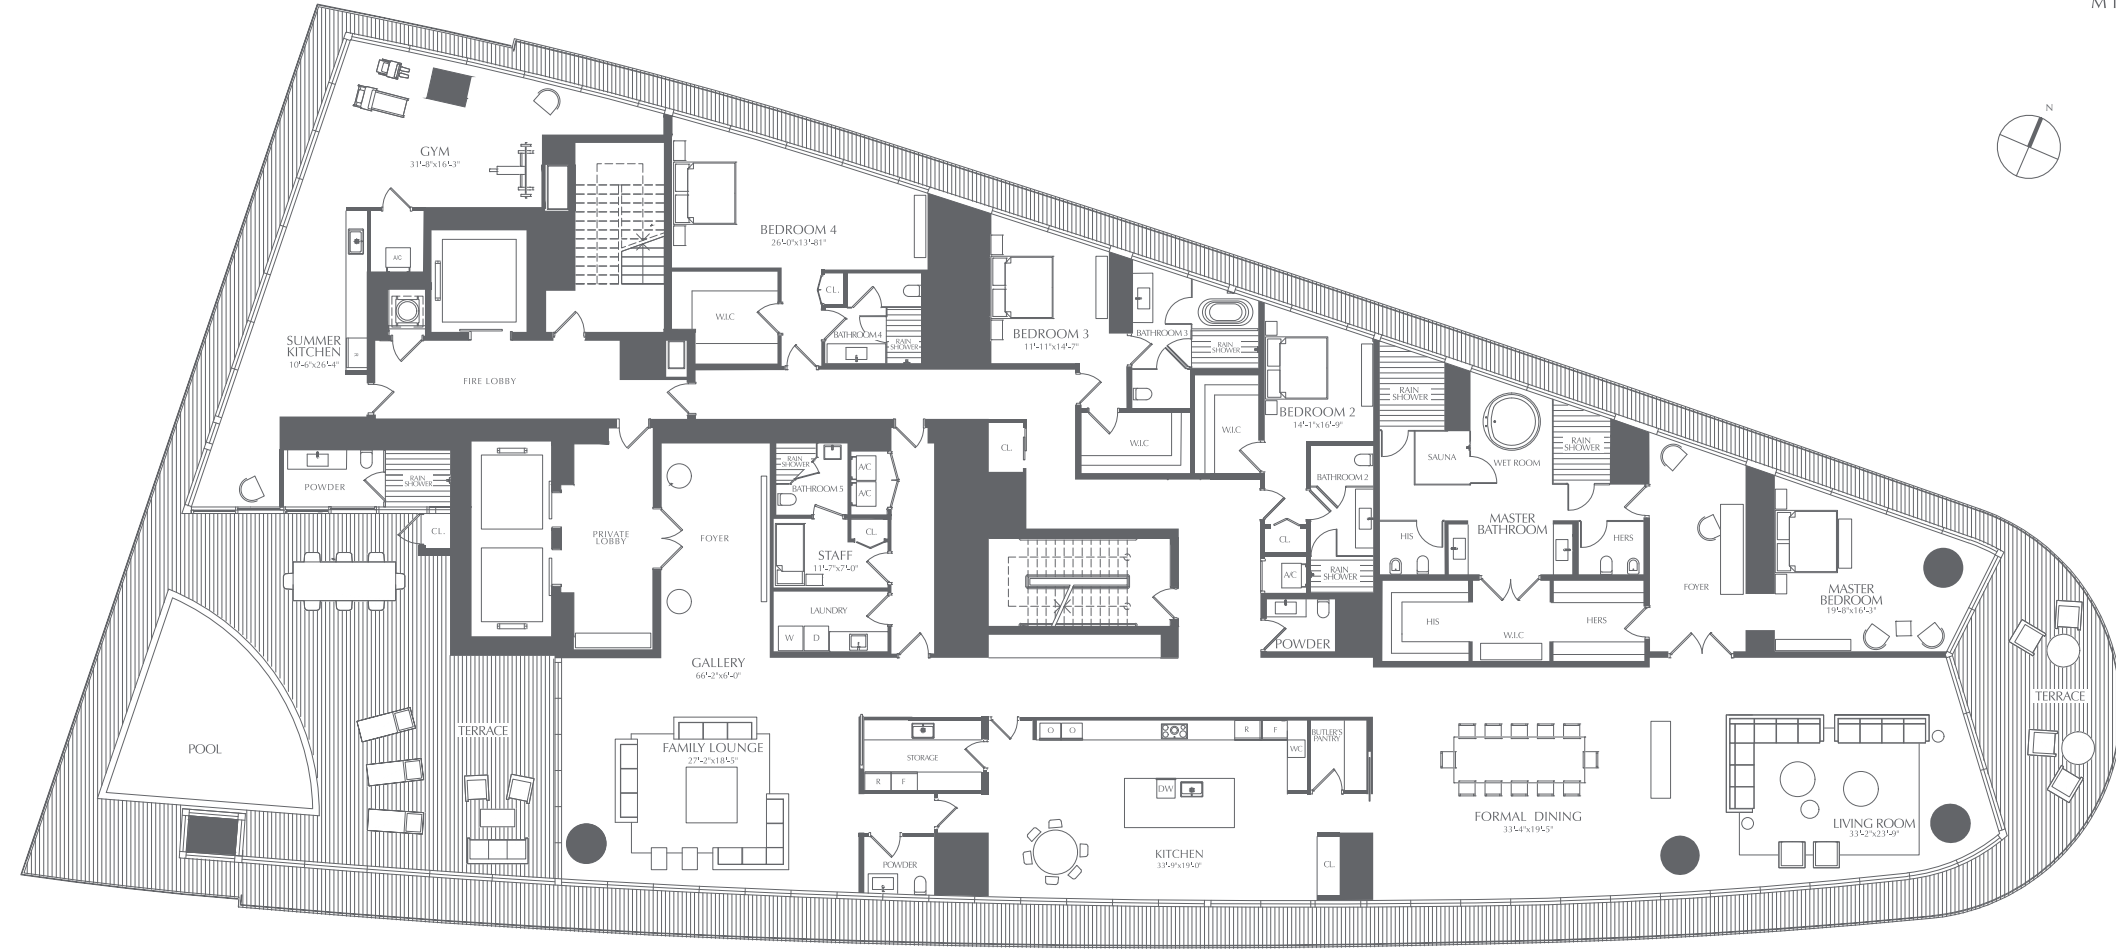 M
N
GYM
31'-8"x16'-3"
A/C
SUMMER
KITCHEN
10'-6"x26'-4"
FIRE LOBBY
BEDROOM 4
26'-0"x13'-81"
W.I.C
CL.
BATHROOM 4
RAIN
SHOWER
BEDROOM 3
11'-11"x14'-7"
BATHROOM 3
RAIN
SHOWER
W.I.C
W.I.C
BEDROOM 2
14'-1"x16'-9"
BATHROOM 2
CL.
A/C
RAIN
SHOWER
POWDER
RAIN
SHOWER
SAUNA
WET ROOM
RAIN
SHOWER
MASTER
BATHROOM
HIS
HERS
HIS
W.I.C
HERS
FOYER
MASTER
BEDROOM
19'-8"x16'-3"
TERRACE
POWDER
RAIN
SHOWER
CL.
PRIVATE
LOBBY
FOYER
RAIN
SHOWER
BATHROOM 5
A/C
A/C
CL.
STAFF
11'-7"x7'-0"
LAUNDRY
W
D
CL.
GALLERY
66'-2"x6'-0"
POOL
TERRACE
FAMILY LOUNGE
27'-2"x18'-5"
STORAGE
R
F
POWDER
O
O
R
F
WC
BUTLER'S
PANTRY
DW
KITCHEN
33'-9"x19'-0"
CL.
FORMAL DINING
33'-4"x19'-5"
LIVING ROOM
33'-2"x23'-9"